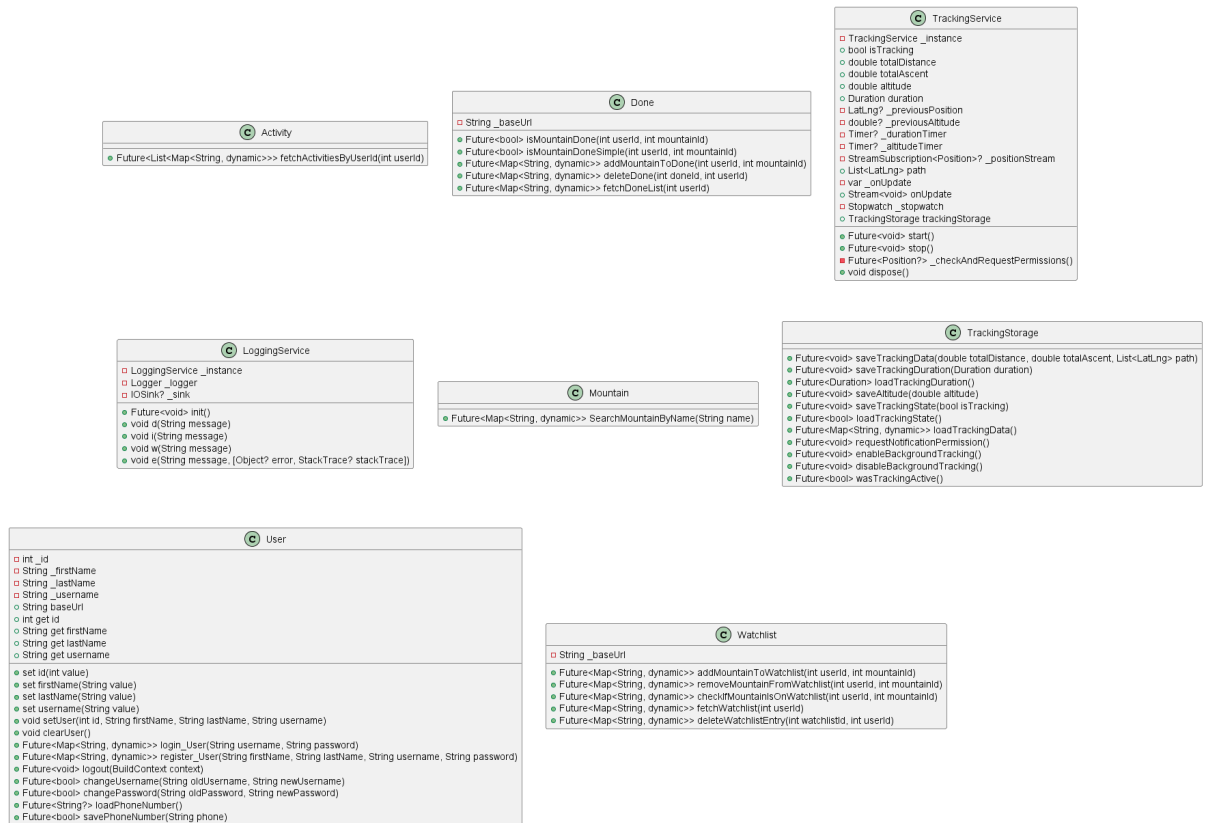 C TrackingService
TrackingService _instance
bool isTracking
double totalDistance
double totalAscent
double altitude
Duration duration
LatLng? _previousPosition
double? _previousAltitude
Timer? _durationTimer
Timer? _altitudeTimer
StreamSubscription<Position>? _positionStream
List<LatLng> path
var _onUpdate
Stream<void> onUpdate
Stopwatch _stopwatch
TrackingStorage trackingStorage
Future<void> start()
Future<void> stop()
Future<Position?> _checkAndRequestPermissions()
void dispose()
C Activity
Future<List<Map<String, dynamic>>> fetchActivitiesByUserId(int userId)
C Done
String _baseUrl
Future<bool> isMountainDone(int userId, int mountainId)
Future<bool> isMountainDoneSimple(int userId, int mountainId)
Future<Map<String, dynamic>> addMountainToDone(int userId, int mountainId)
Future<Map<String, dynamic>> deleteDone(int doneId, int userId)
Future<Map<String, dynamic>> fetchDoneList(int userId)
C LoggingService
LoggingService _instance
Logger _logger
IOSink? _sink
Future<void> init()
void d(String message)
void i(String message)
void w(String message)
void e(String message, [Object? error, StackTrace? stackTrace])
C Mountain
Future<Map<String, dynamic>> SearchMountainByName(String name)
C TrackingStorage
Future<void> saveTrackingData(double totalDistance, double totalAscent, List<LatLng> path)
Future<void> saveTrackingDuration(Duration duration)
Future<Duration> loadTrackingDuration()
Future<void> saveAltitude(double altitude)
Future<void> saveTrackingState(bool isTracking)
Future<bool> loadTrackingState()
Future<Map<String, dynamic>> loadTrackingData()
Future<void> requestNotificationPermission()
Future<void> enableBackgroundTracking()
Future<void> disableBackgroundTracking()
Future<bool> wasTrackingActive()
C User
int _id
String _firstName
String _lastName
String _username
String baseUrl
int get id
String get firstName
String get lastName
String get username
set id(int value)
set firstName(String value)
set lastName(String value)
set username(String value)
void setUser(int id, String firstName, String lastName, String username)
void clearUser()
Future<Map<String, dynamic>> login_User(String username, String password)
Future<Map<String, dynamic>> register_User(String firstName, String lastName, String username, String password)
Future<void> logout(BuildContext context)
Future<bool> changeUsername(String oldUsername, String newUsername)
Future<bool> changePassword(String oldPassword, String newPassword)
Future<String?> loadPhoneNumber()
Future<bool> savePhoneNumber(String phone)
C Watchlist
String _baseUrl
Future<Map<String, dynamic>> addMountainToWatchlist(int userId, int mountainId)
Future<Map<String, dynamic>> removeMountainFromWatchlist(int userId, int mountainId)
Future<Map<String, dynamic>> checkIfMountainIsOnWatchlist(int userId, int mountainId)
Future<Map<String, dynamic>> fetchWatchlist(int userId)
Future<Map<String, dynamic>> deleteWatchlistEntry(int watchlistId, int userId)